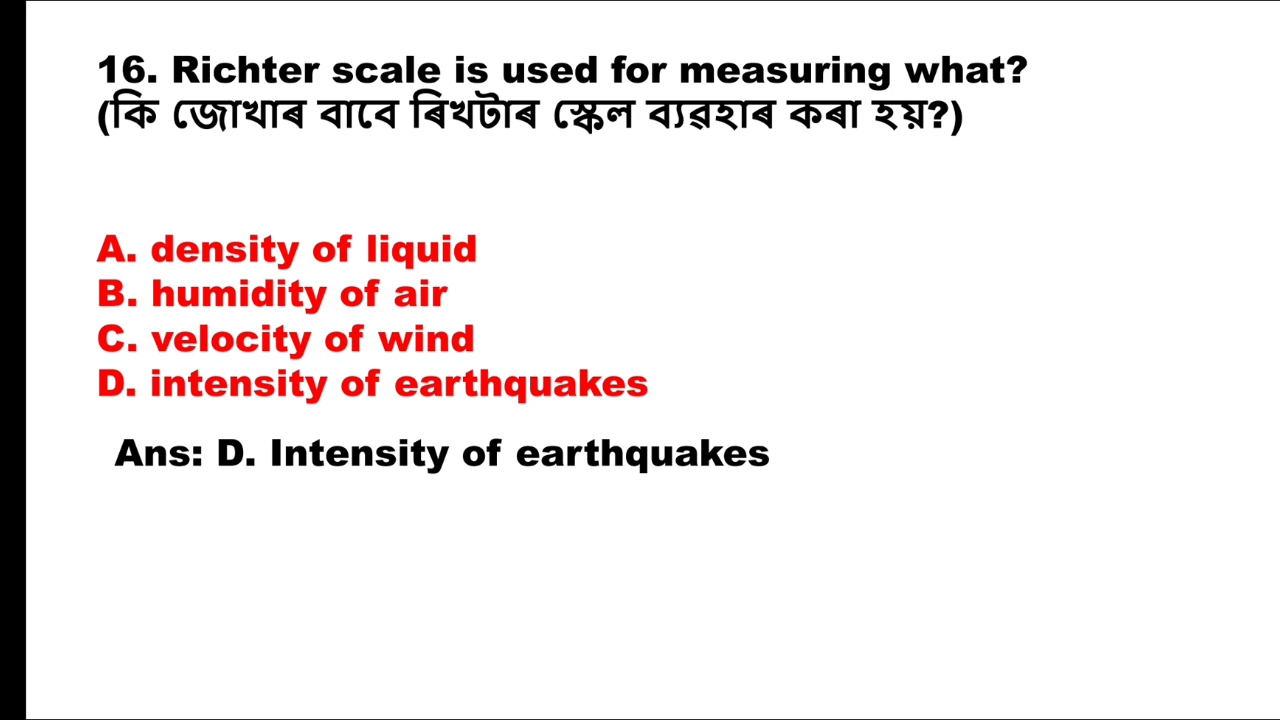 16. Richter scale is used for measuring what?
(কি জোখাৰ বাবে ৰিখটাৰ স্কেল ব্যৱহাৰ কৰা হয়?)
A. density of liquid
B. humidity of air
C. velocity of wind
D. intensity of earthquakes
Ans: D. Intensity of earthquakes